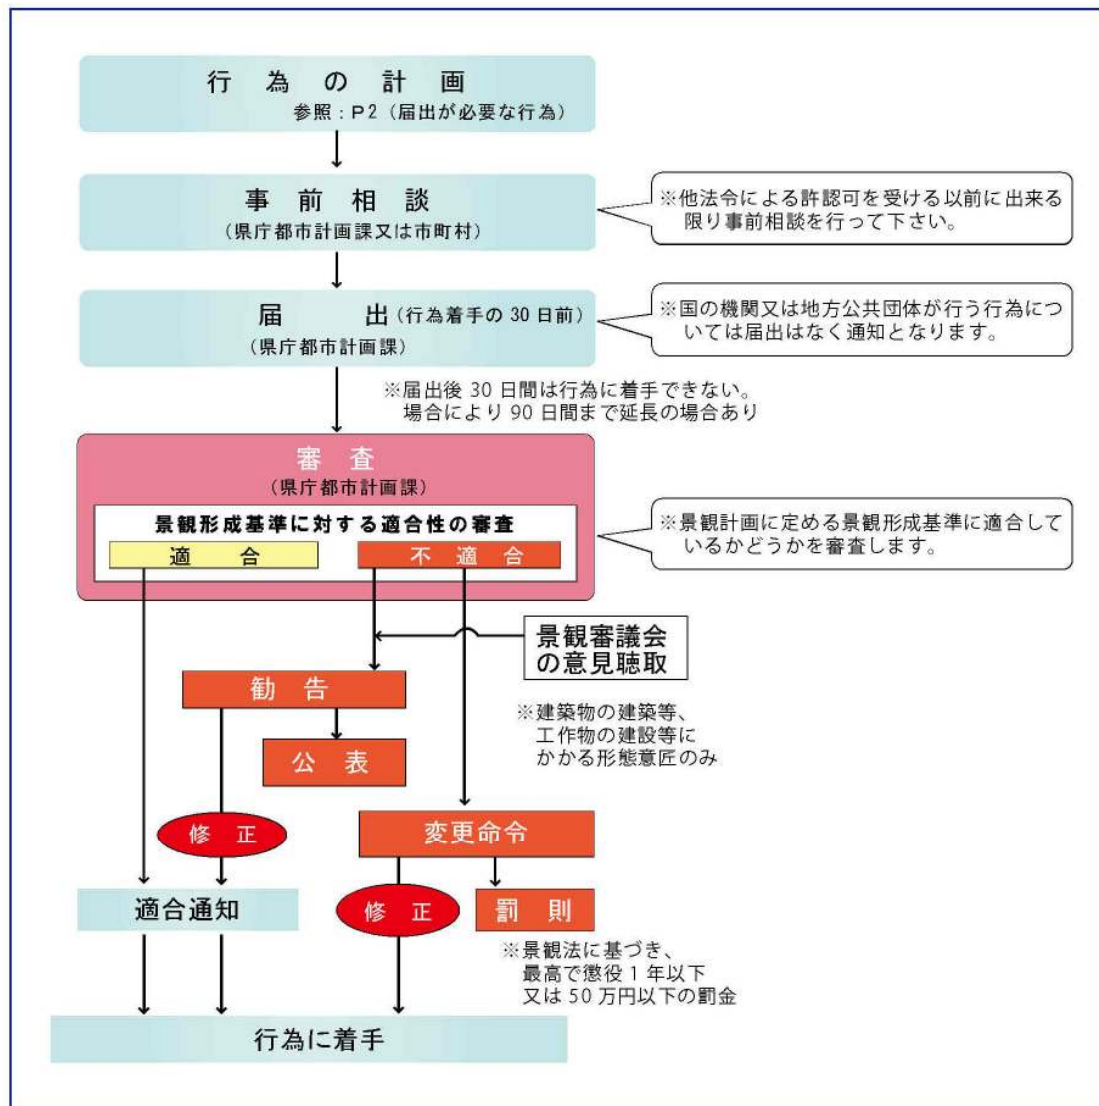 行為の計画
参照：P2（届出が必要な行為）
事前相談
（県庁都市計画課又は市町村）
※他法令による許認可を受ける以前に出来る
限り事前相談を行って下さい。
届出（行為着手の30日前）
（県庁都市計画課）
※国の機関又は地方公共団体が行う行為につ
いては届出はなく通知となります。
※届出後30日間は行為に着手できない。
場合により90日間まで延長の場合あり
審査
（県庁都市計画課）
景観形成基準に対する適合性の審査
適合
不適合
※景観計画に定める景観形成基準に適合して
いるかどうかを審査します。
景観審議会
の意見聴取
勧告
※建築物の建築等、
工作物の建設等に
かかる形態意匠のみ
公表
修正
変更命令
適合通知
修正
罰則
※景観法に基づき、
最高で懲役1年以下
又は50万円以下の罰金
行為に着手